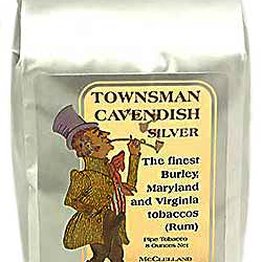 TOWNSMAN
CAVENDISH
SILVER
The finest
Burley,
Maryland
and Virginia
tobaccos
(Rum)
Pipe Tobacco
8 Ounces Net
McClelland